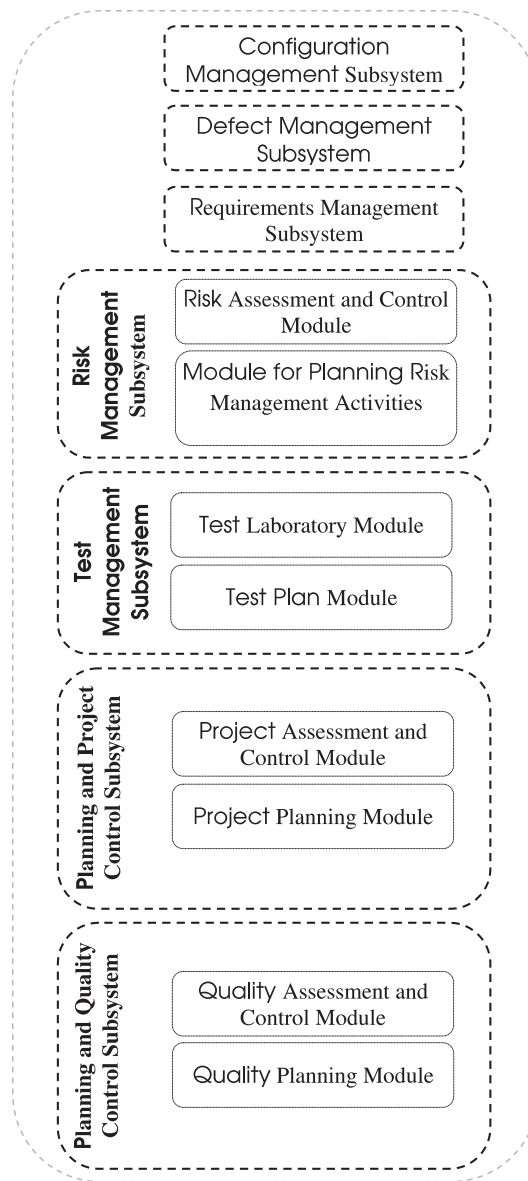 Configuration
Management Subsystem
Defect Management
Subsystem
Requirements Management
Subsystem
Risk
Management
Subsystem
Risk Assessment and Control
Module
Module for Planning Risk
Management Activities
Test
Management
Subsystem
Test Laboratory Module
Test Plan Module
Planning and Project
Control Subsystem
Project Assessment and
Control Module
Project Planning Module
Planning and Quality
Control Subsystem
Quality Assessment and
Control Module
Quality Planning Module